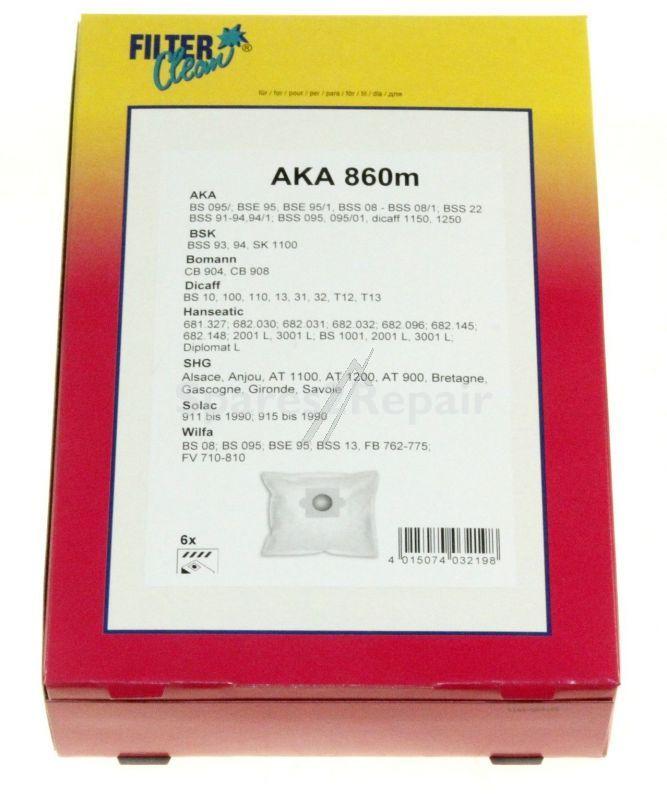 FILTER
Clean®
für / for / pour / per / para / för / til / dla / для
AKA 860m
AKA
BS 095/; BSE 95, BSE 95/1, BSS 08 - BSS 08/1, BSS 22
BSS 91-94,94/1; BSS 095, 095/01, dicaff 1150, 1250
BSK
BSS 93, 94, SK 1100
Bomann
CB 904, CB 908
Dicaff
BS 10, 100, 110, 13, 31, 32, T12, T13
Hanseatic
681.327; 682.030; 682.031; 682.032; 682.096; 682.145;
682.148; 2001 L, 3001 L; BS 1001, 2001 L, 3001 L;
Diplomat L
SHG
Alsace, Anjou, AT 1100, AT 1200, AT 900, Bretagne,
Gascogne, Gironde, Savoie
Spares Repair
Solac
911 bis 1990; 915 bis 1990
Wilfa
BS 08; BS 095; BSE 95, BSS 13, FB 762-775;
FV 710-810
6x
4 015074 032198